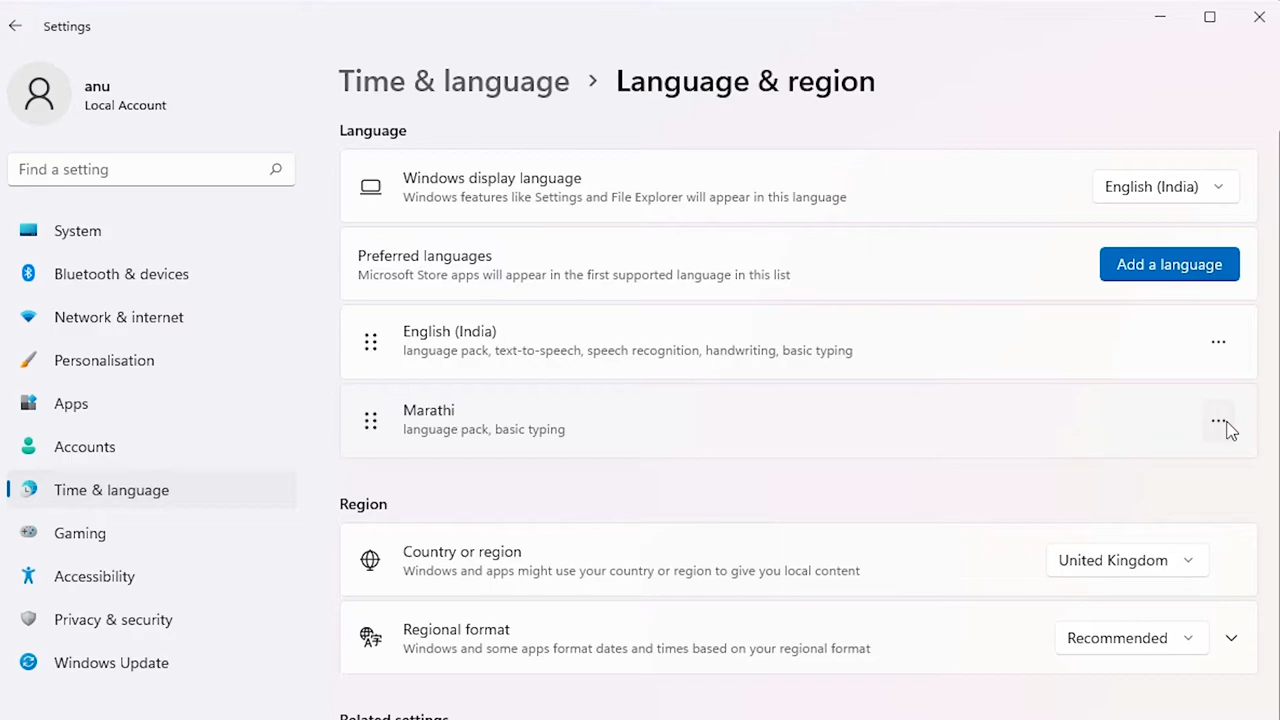 Settings
anu
Local Account
Find a setting
System
Bluetooth & devices
Network & internet
Personalisation
Apps
Accounts
Time & language
Gaming
Accessibility
Privacy & security
Windows Update
Time & language > Language & region
Language
Windows display language
Windows features like Settings and File Explorer will appear in this language
English (India)
Preferred languages
Microsoft Store apps will appear in the first supported language in this list
Add a language
English (India)
language pack, text-to-speech, speech recognition, handwriting, basic typing
Marathi
language pack, basic typing
Region
Country or region
Windows and apps might use your country or region to give you local content
United Kingdom
Regional format
Windows and some apps format dates and times based on your regional format
Recommended
Related settings